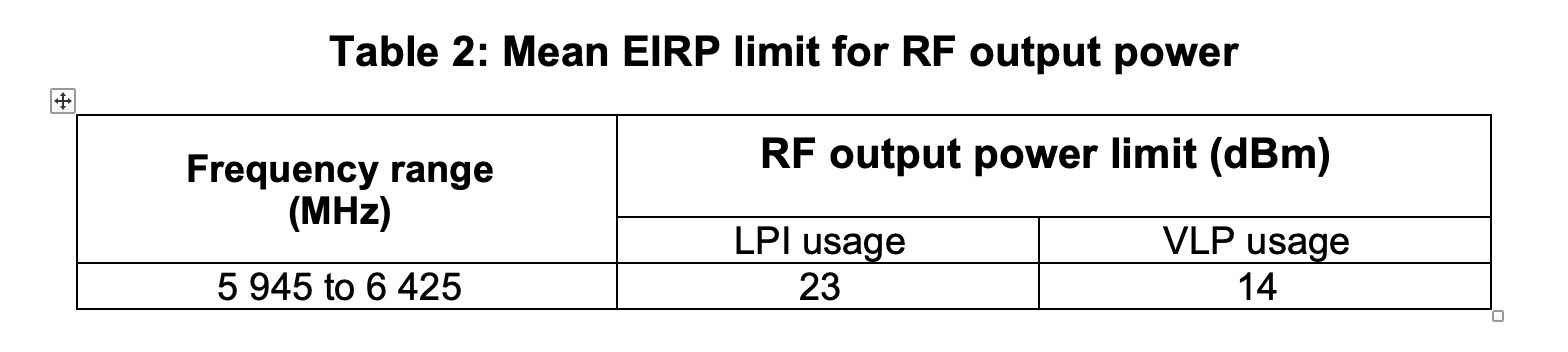 Table 2: Mean EIRP limit for RF output power
Frequency range
(MHz)
RF output power limit (dBm)
LPI usage
VLP usage
5 945 to 6 425
23
14